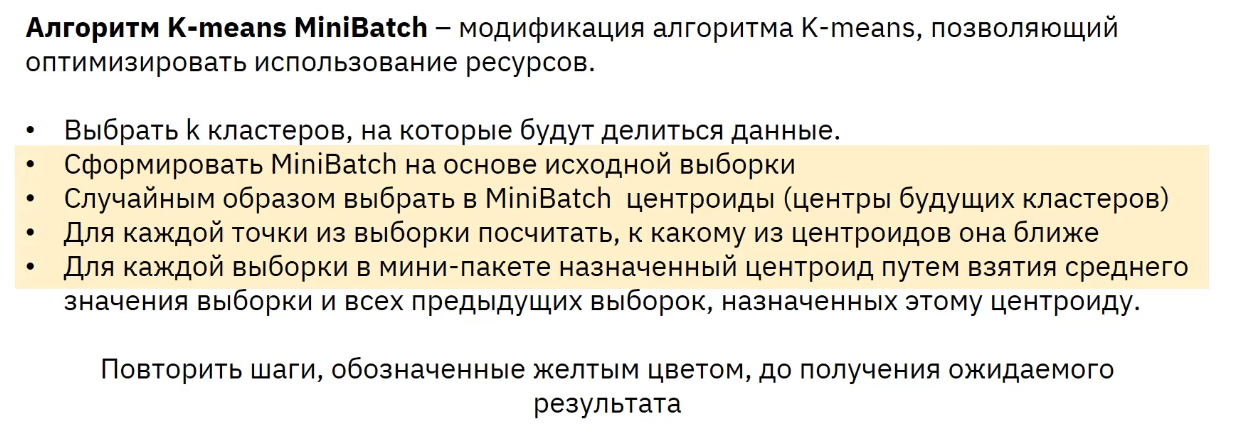 Алгоритм K-means MiniBatch – модификация алгоритма K-means, позволяющий
оптимизировать использование ресурсов.
• Выбрать k кластеров, на которые будут делиться данные.
• Сформировать MiniBatch на основе исходной выборки
• Случайным образом выбрать в MiniBatch центроиды (центры будущих кластеров)
• Для каждой точки из выборки посчитать, к какому из центроидов она ближе
• Для каждой выборки в мини-пакете назначенный центроид путем взятия среднего
значения выборки и всех предыдущих выборок, назначенных этому центроиду.
Повторить шаги, обозначенные желтым цветом, до получения ожидаемого
результата